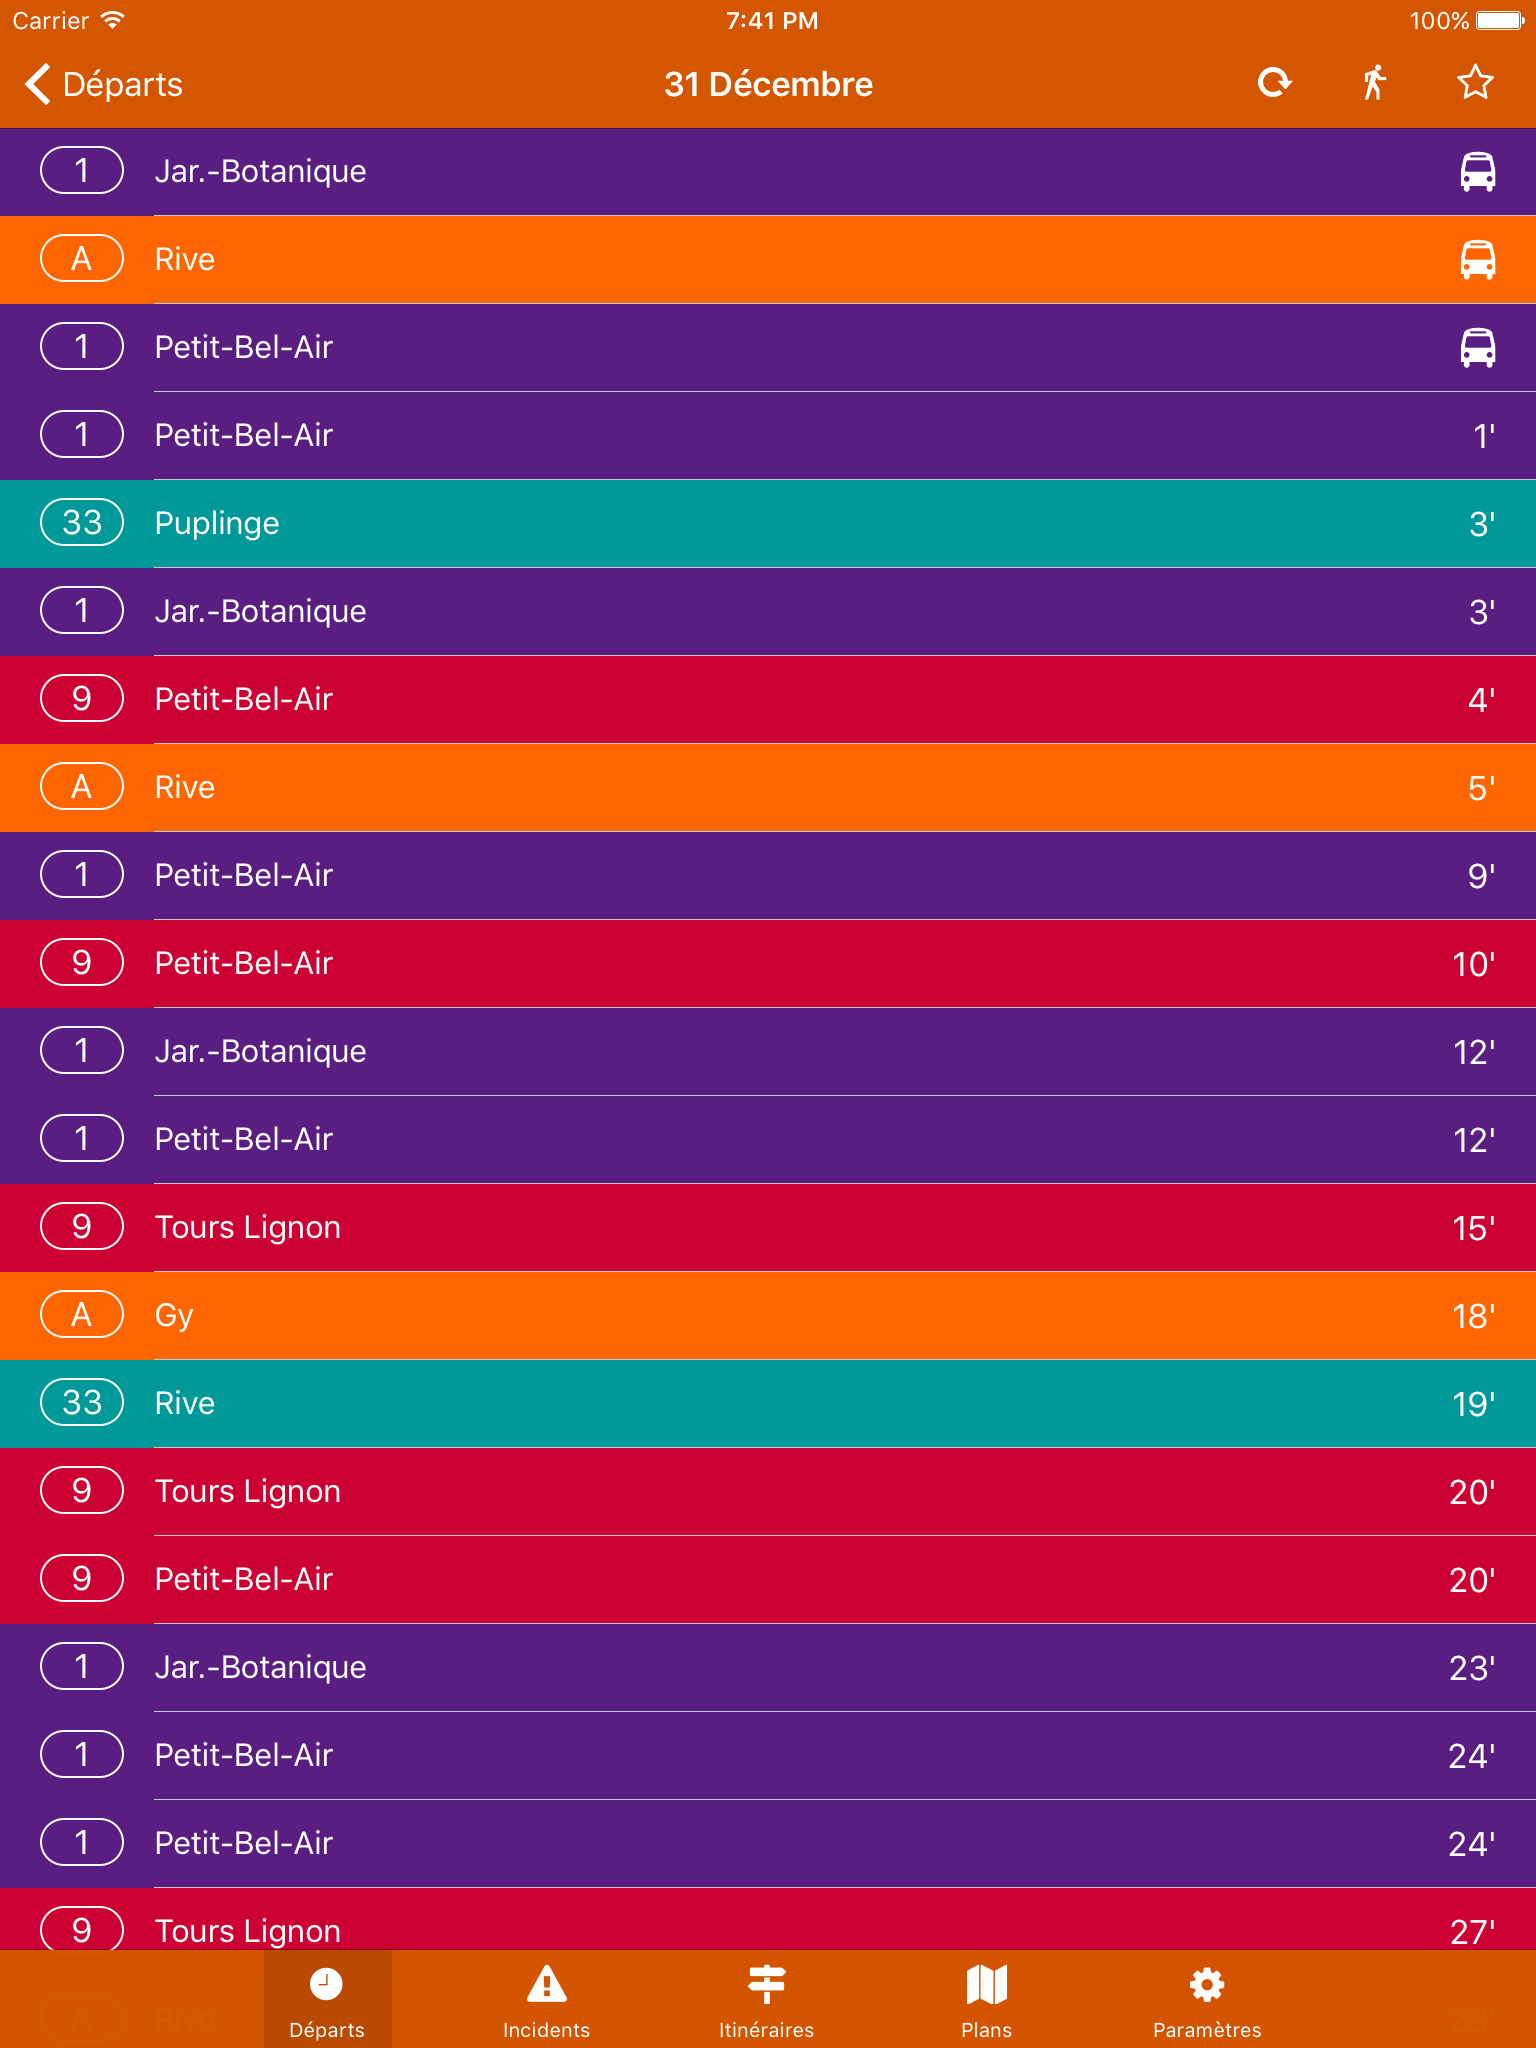 Carrier 7:41 PM 100%
Départs 31 Décembre
1 Jar.-Botanique
A Rive
1 Petit-Bel-Air
1 Petit-Bel-Air 1'
33 Puplinge 3'
1 Jar.-Botanique 3'
9 Petit-Bel-Air 4'
A Rive 5'
1 Petit-Bel-Air 9'
9 Petit-Bel-Air 10'
1 Jar.-Botanique 12'
1 Petit-Bel-Air 12'
9 Tours Lignon 15'
A Gy 18'
33 Rive 19'
9 Tours Lignon 20'
9 Petit-Bel-Air 20'
1 Jar.-Botanique 23'
1 Petit-Bel-Air 24'
1 Petit-Bel-Air 24'
9 Tours Lignon 27'
A Rive 28'
Départs Incidents Itinéraires Plans Paramètres